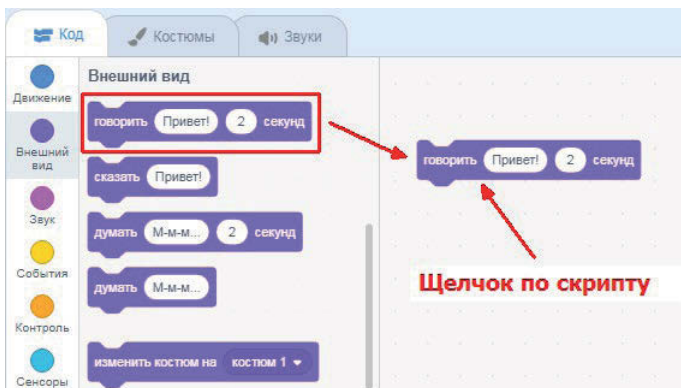 Код
Костюмы
Звуки
Движение
Внешний
вид
Звук
События
Контроль
Сенсоры
Внешний вид
говорить Привет! 2 секунд
сказать Привет!
думать М-м-м... 2 секунд
думать М-м-м...
изменить костюм на костюм 1
говорить Привет! 2 секунд
Щелчок по скрипту